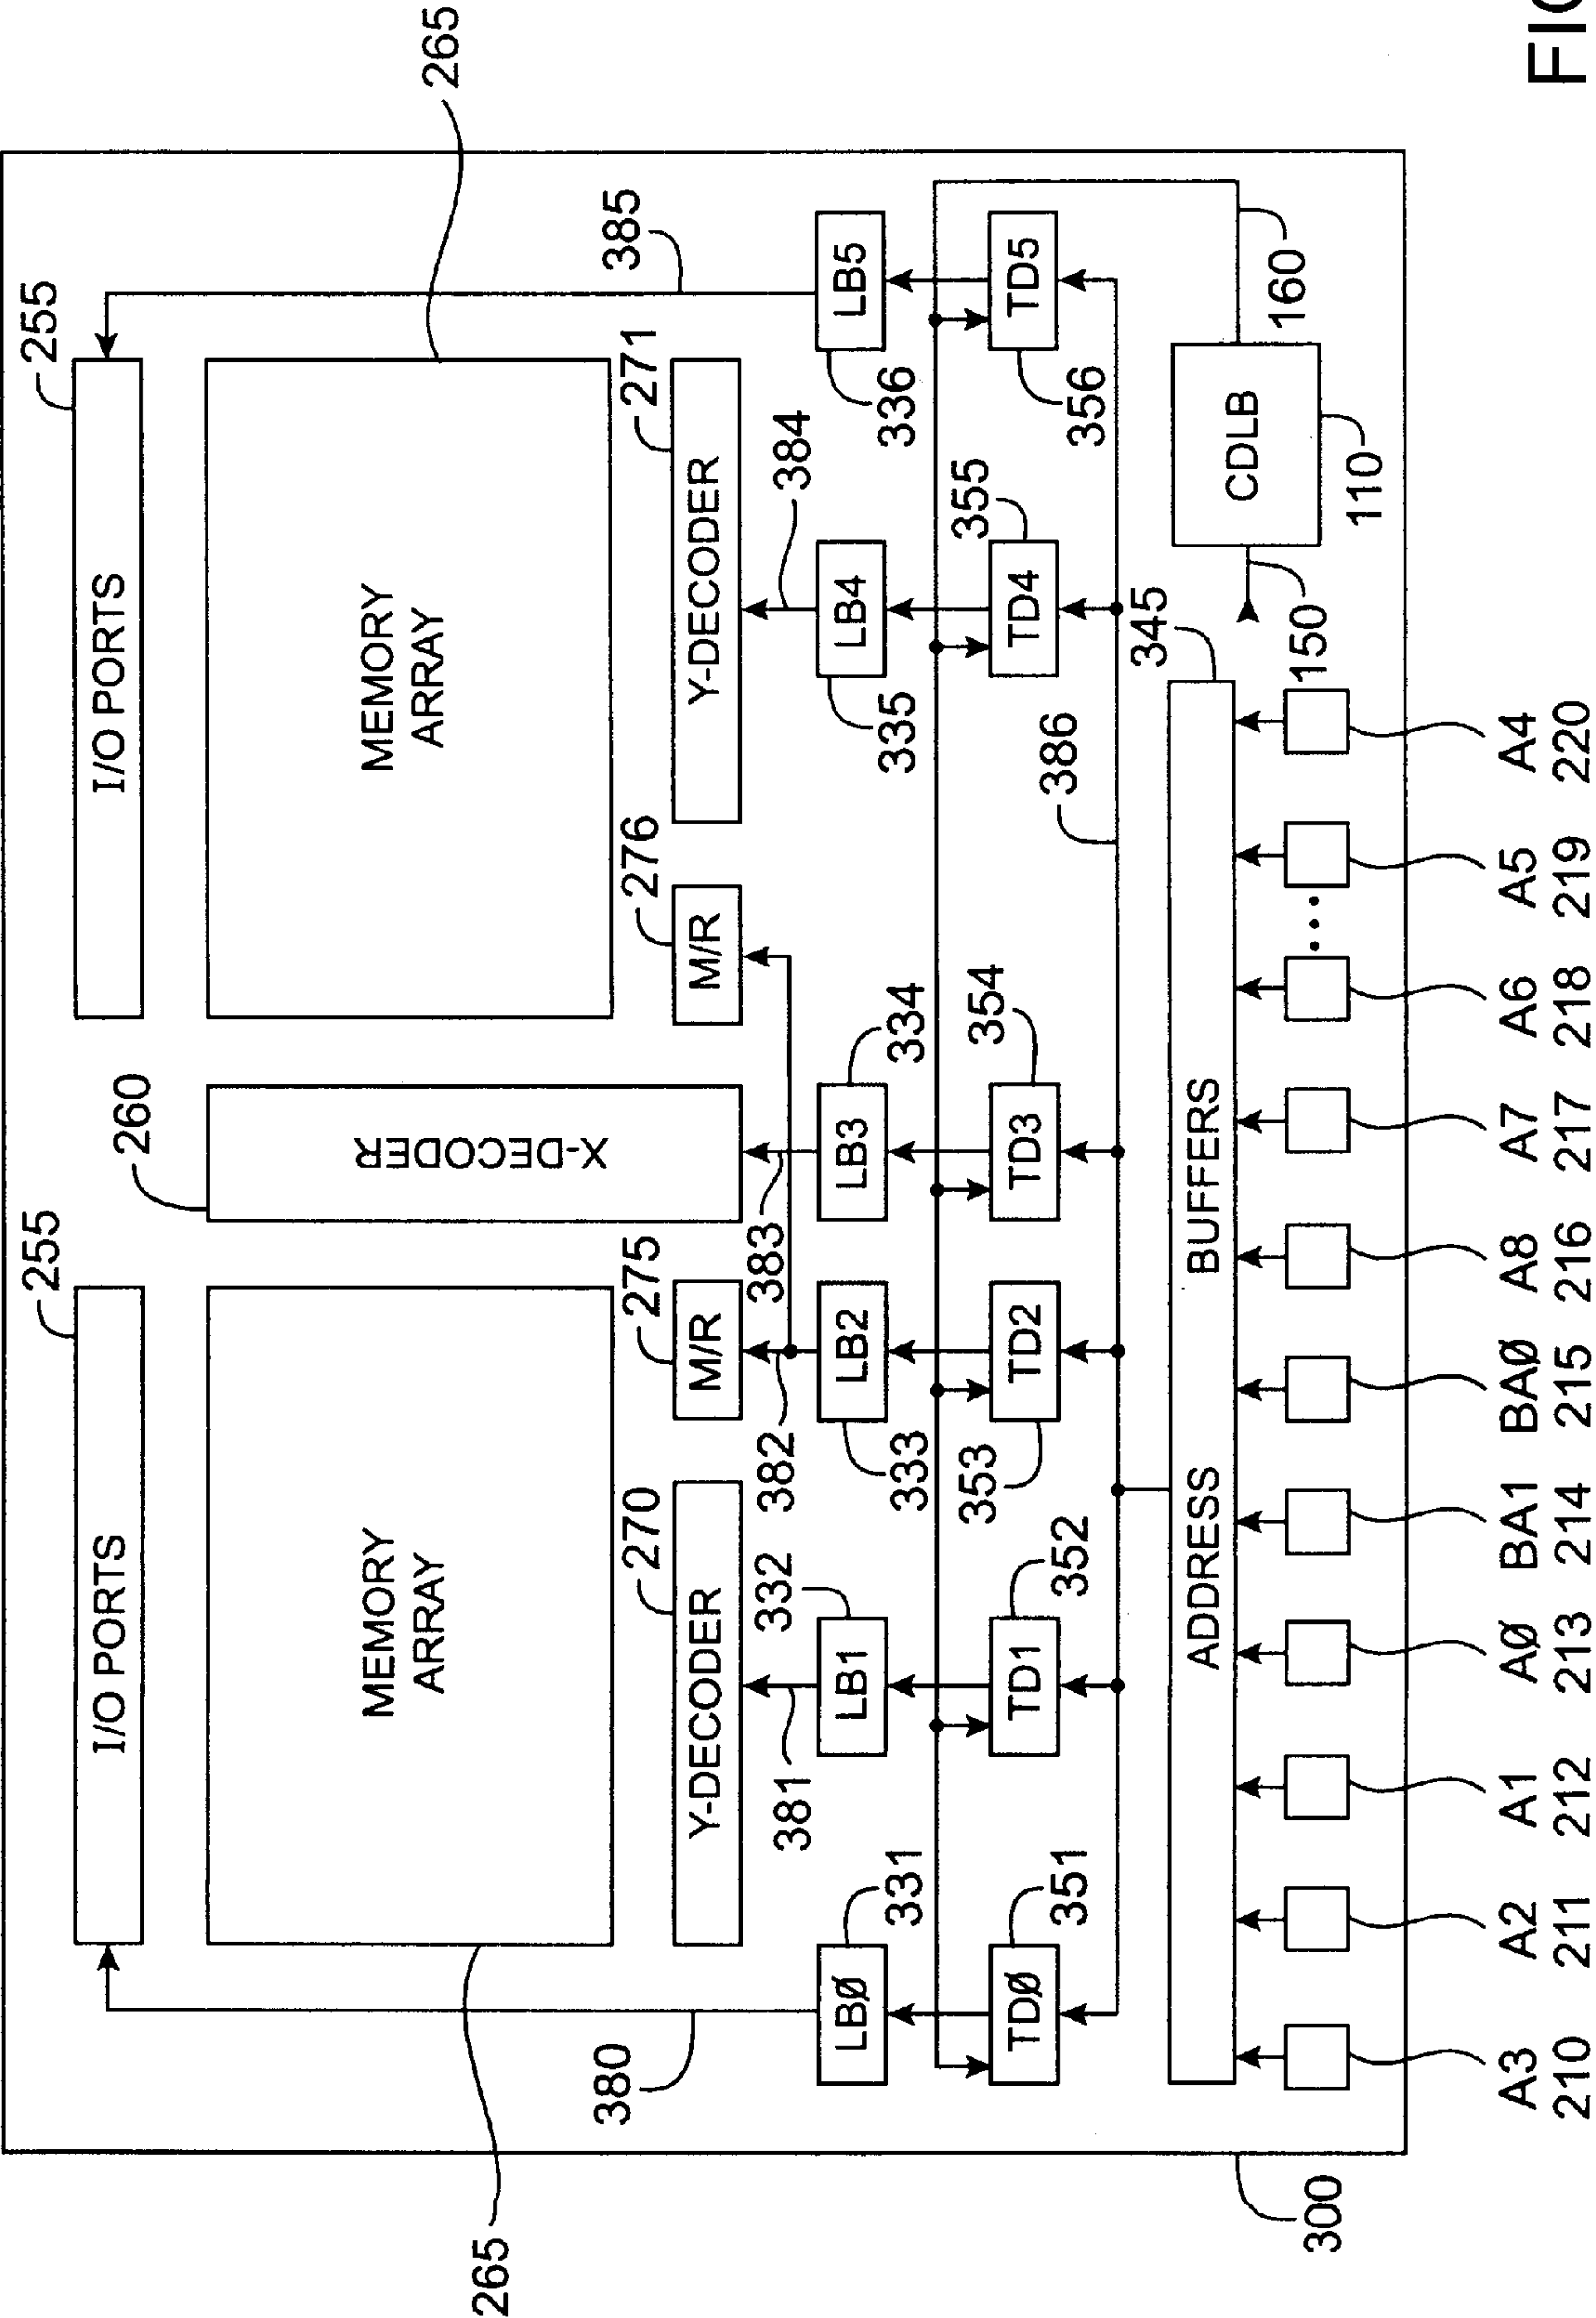 255
255
265
I/O PORTS
I/O PORTS
260
MEMORY
ARRAY
X-DECODER
MEMORY
ARRAY
265
270
275
276
271
385
Y-DECODER
M/R
M/R
Y-DECODER
380
381
332
382
383
384
LBØ
LB1
LB2
LB3
LB4
LB5
331
333
334
335
336
TDØ
TD1
TD2
TD3
TD4
TD5
351
352
353
354
355
356
386
345
160
ADDRESS
BUFFERS
CDLB
150
110
300
A3
A2
A1
AØ
BA1
BAØ
A8
A7
A6
...
A5
A4
210
211
212
213
214
215
216
217
218
219
220